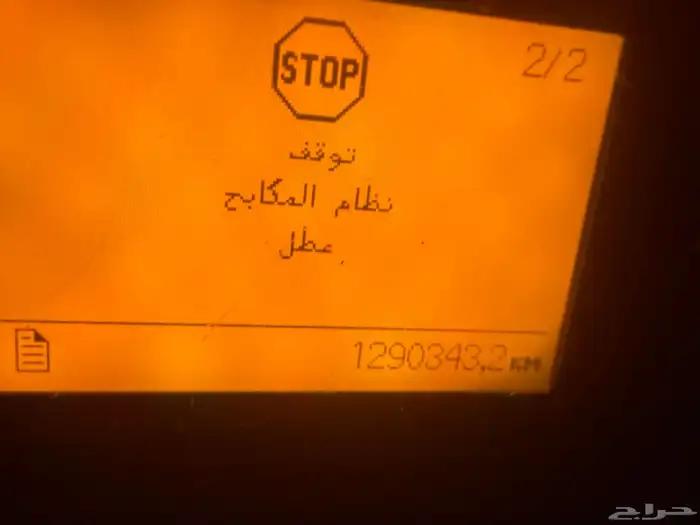 STOP
2/2
توقف
نظام المكابح
عطل
1290343,2 KM
حراج